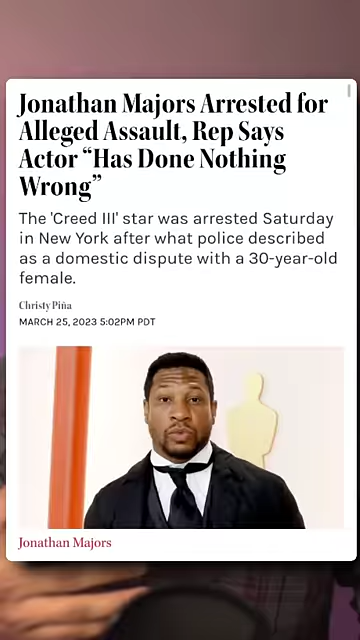 Jonathan Majors Arrested for
Alleged Assault, Rep Says
Actor “Has Done Nothing
Wrong”
The 'Creed III' star was arrested Saturday
in New York after what police described
as a domestic dispute with a 30-year-old
female.
Christy Piña
MARCH 25, 2023 5:02PM PDT
Jonathan Majors